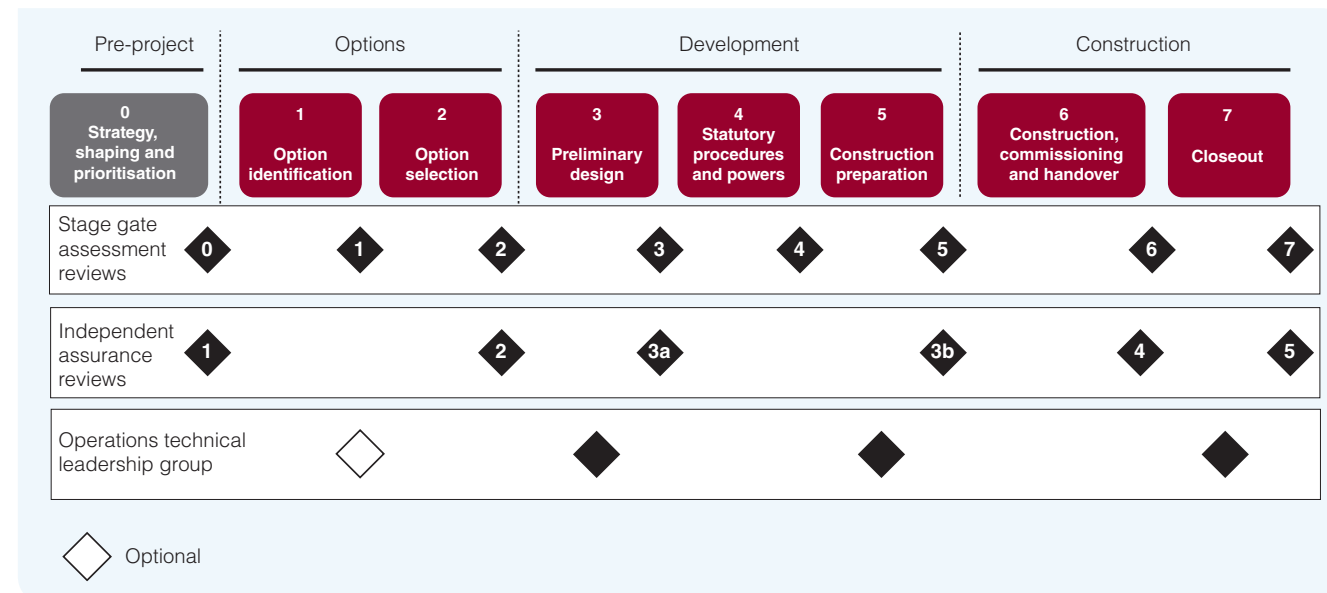 Pre-project
Options
Development
Construction
0
Strategy,
shaping and
prioritisation
1
Option
identification
2
Option
selection
3
Preliminary
design
4
Statutory
procedures
and powers
5
Construction
preparation
6
Construction,
commissioning
and handover
7
Closeout
Stage gate
assessment
reviews
0 1 2 3 4 5 6 7
Independent
assurance
reviews
1 2 3a 3b 4 5
Operations technical
leadership group
Optional